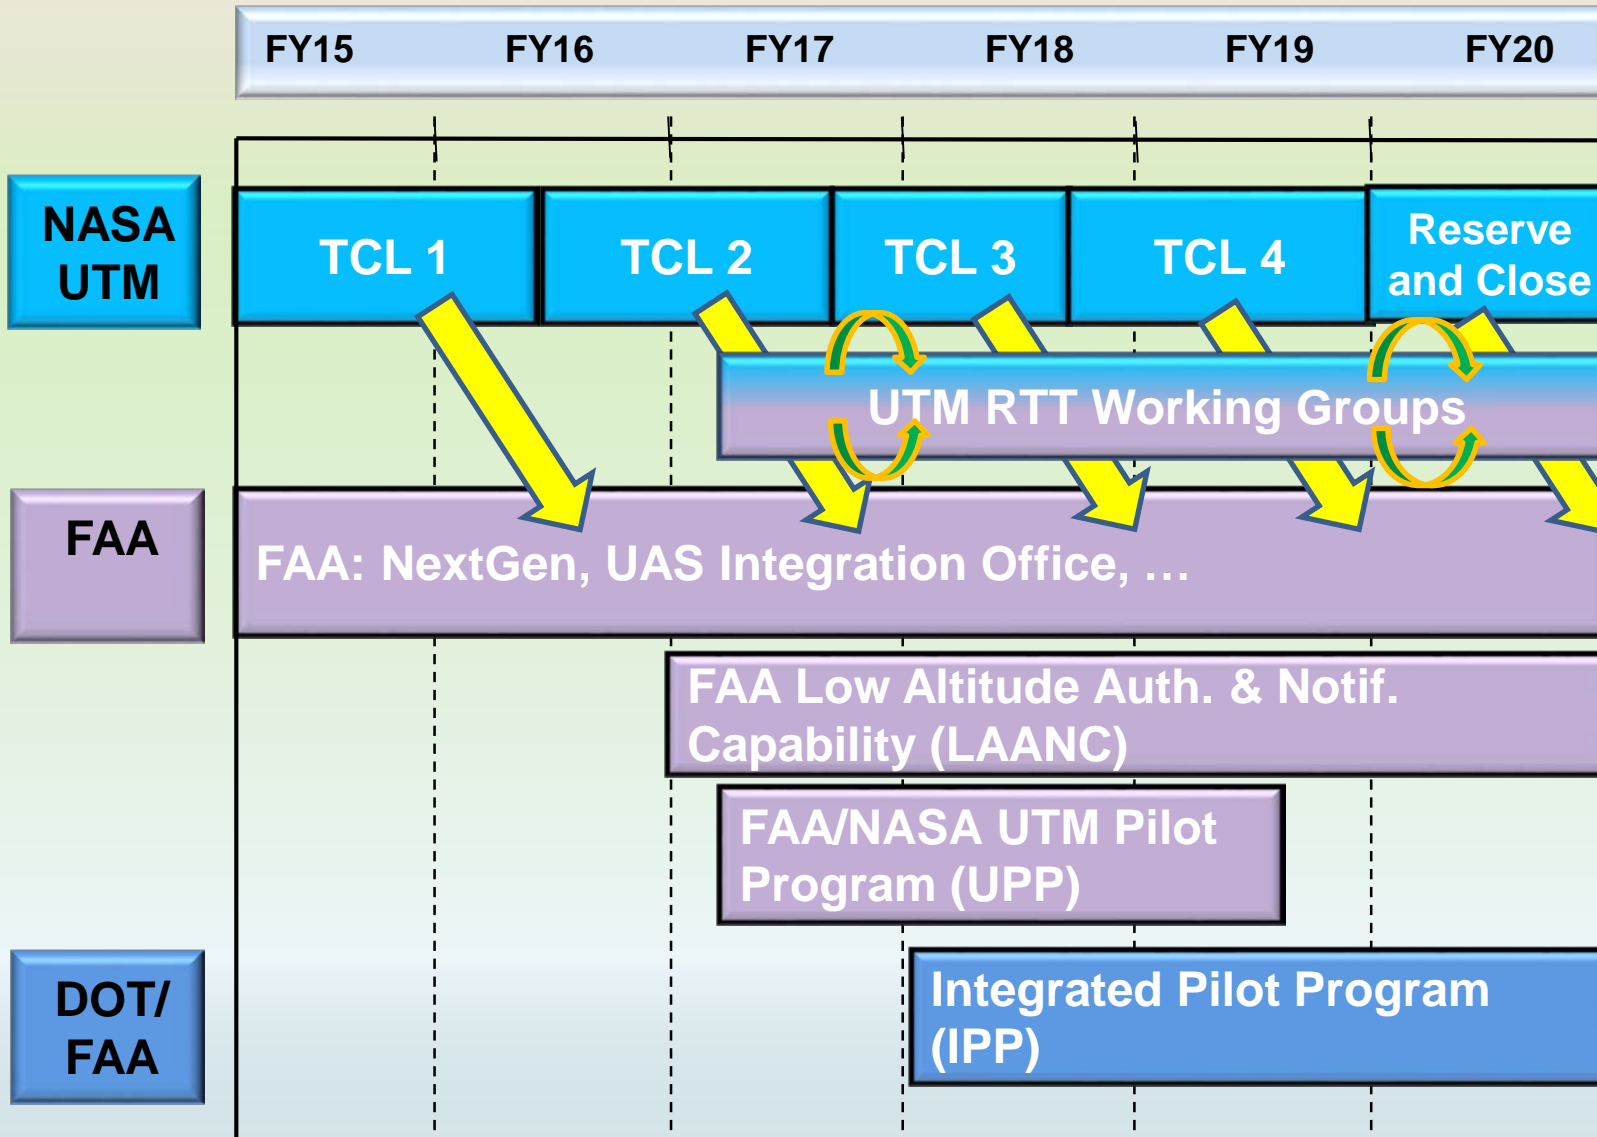 FY15 FY16 FY17 FY18 FY19 FY20
NASA
UTM
TCL 1
TCL 2
TCL 3
TCL 4
Reserve
and Close
UTM RTT Working Groups
FAA
FAA: NextGen, UAS Integration Office, …
FAA Low Altitude Auth. & Notif.
Capability (LAANC)
FAA/NASA UTM Pilot
Program (UPP)
DOT/
FAA
Integrated Pilot Program
(IPP)